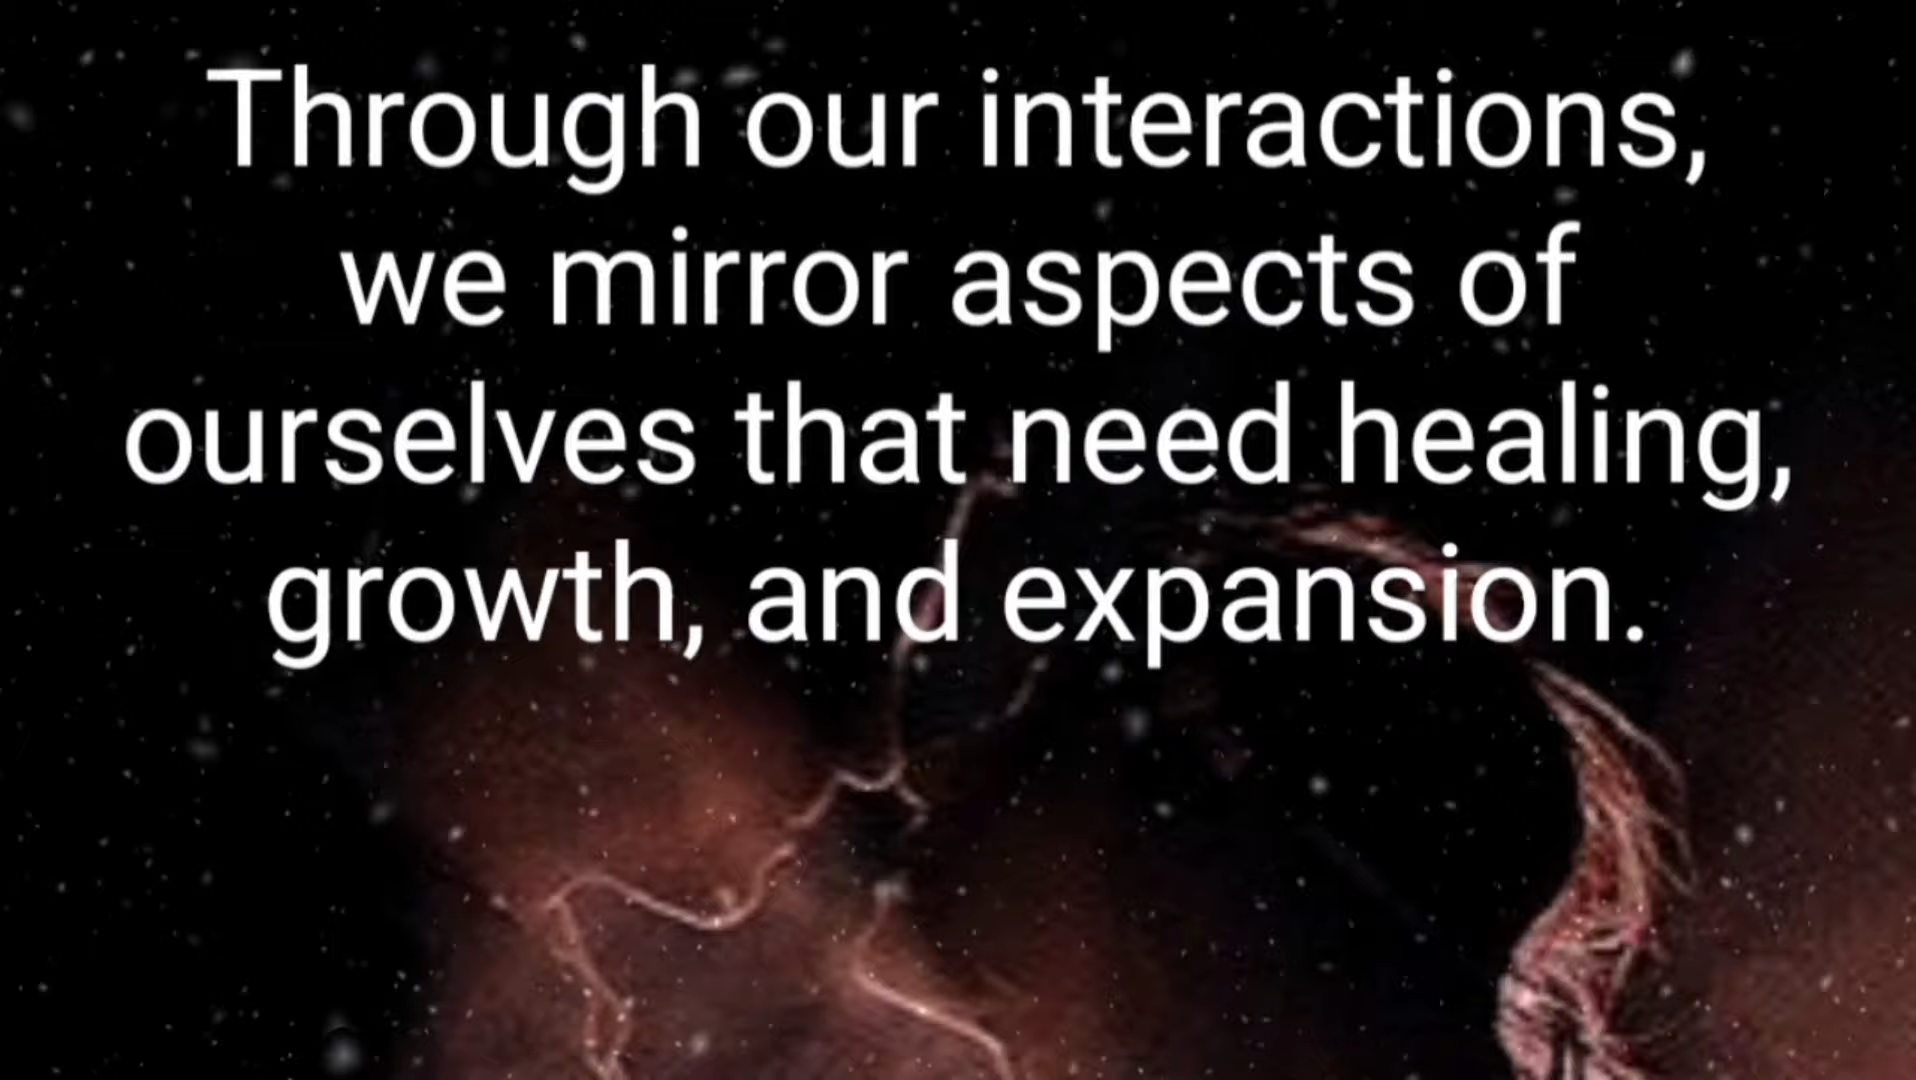 Through our interactions,
we mirror aspects of
ourselves that need healing,
growth, and expansion.